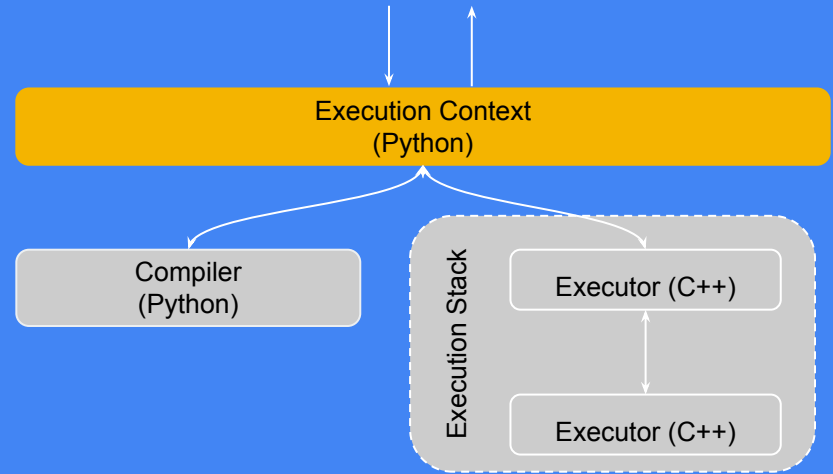 Execution Context
(Python)
Compiler
(Python)
Execution Stack
Executor (C++)
Executor (C++)